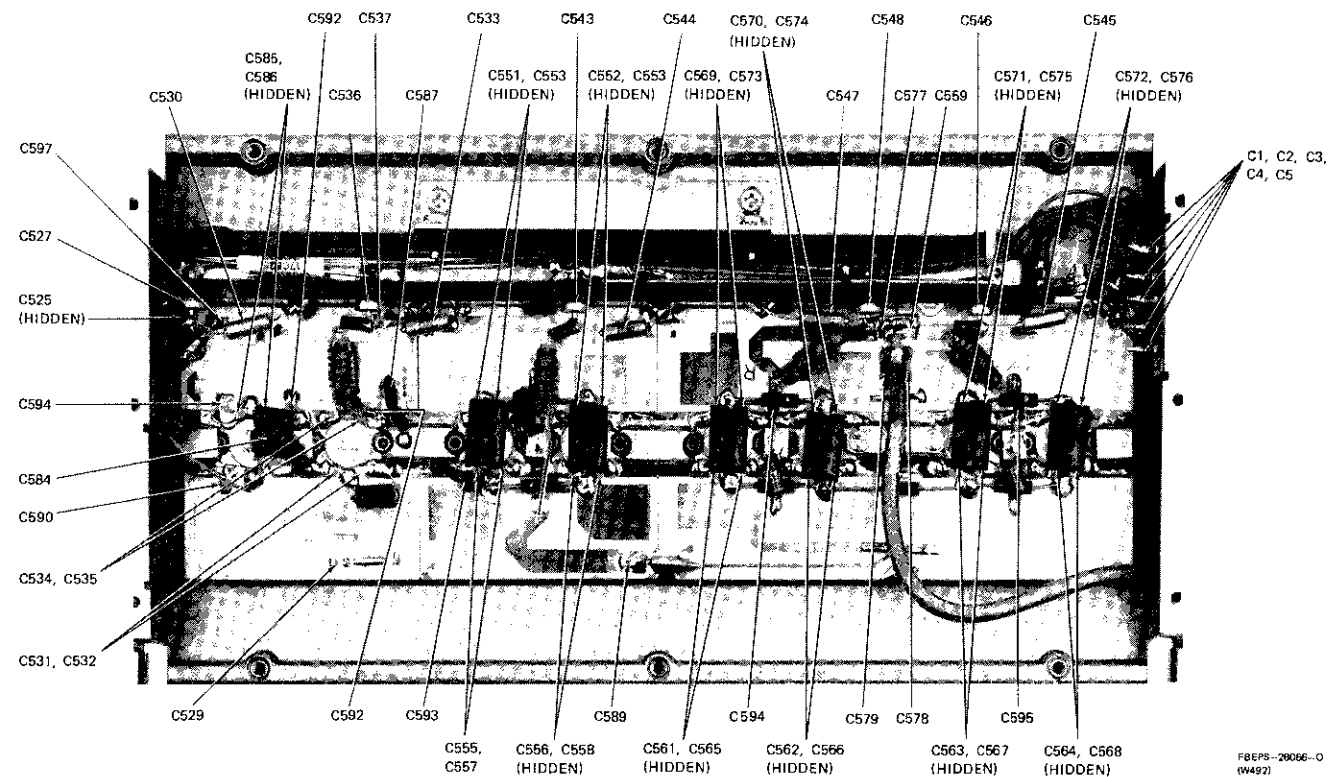 C592 C537 C533 C543 C544 C570, C574 C548 C546 C545
(HIDDEN)
C585,
C586
(HIDDEN)
C551, C553
(HIDDEN)
C552, C553
(HIDDEN)
C569, C573
(HIDDEN)
C571, C575
(HIDDEN)
C572, C576
(HIDDEN)
C530 C536 C587 C547 C577 C559
C597
C1, C2, C3,
C4, C5
C527
C525
(HIDDEN)
C594
C584
C590
C534, C535
C531, C532
C529 C592 C593 C589 C594 C579 C578 C595
C555,
C557
C556, C558
(HIDDEN)
C561, C565
(HIDDEN)
C562, C566
(HIDDEN)
C563, C567
(HIDDEN)
C564, C568
(HIDDEN)
FBEPS--28066--O
(W492)